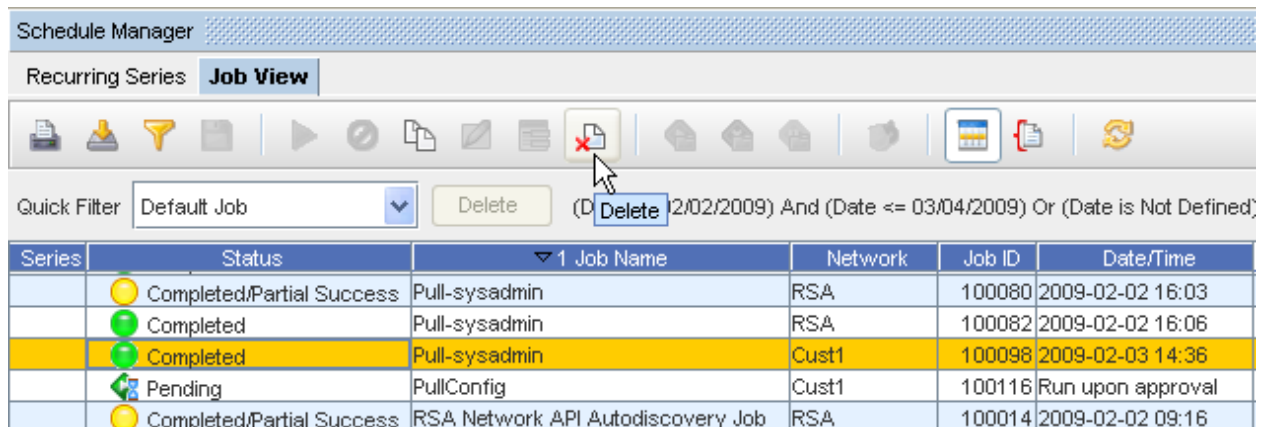 Schedule Manager
Recurring Series Job View
Quick Filter Default Job Delete (D 2/02/2009) And (Date <= 03/04/2009) Or (Date is Not Defined)
Delete
Series Status 1 Job Name Network Job ID Date/Time
Completed/Partial Success Pull-sysadmin RSA 100080 2009-02-02 16:03
Completed Pull-sysadmin RSA 100082 2009-02-02 16:06
Completed Pull-sysadmin Cust1 100098 2009-02-03 14:36
Pending PullConfig Cust1 100116 Run upon approval
Completed/Partial Success RSA Network API Autodiscovery Job RSA 100014 2009-02-02 09:16